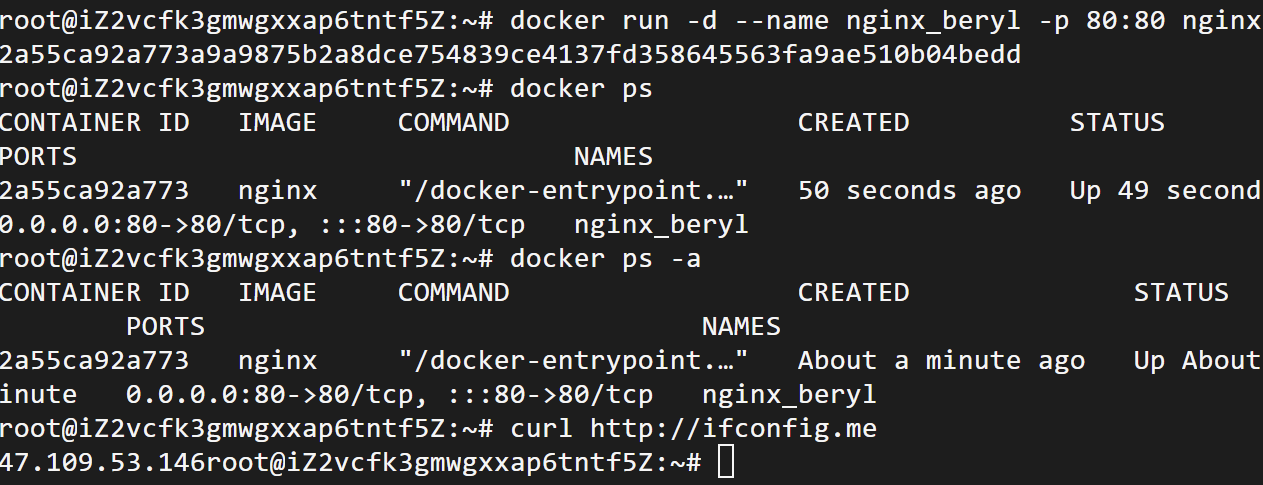 root@iZ2vcfk3gmwgxxap6tntf5Z:~# docker run -d --name nginx_beryl -p 80:80 nginx
2a55ca92a773a9a9875b2a8dce754839ce4137fd358645563fa9ae510b04bedd
root@iZ2vcfk3gmwgxxap6tntf5Z:~# docker ps
CONTAINER ID   IMAGE     COMMAND                  CREATED          STATUS
PORTS                               NAMES
2a55ca92a773   nginx     "/docker-entrypoint.…"   50 seconds ago   Up 49 second
0.0.0.0:80->80/tcp, :::80->80/tcp   nginx_beryl
root@iZ2vcfk3gmwgxxap6tntf5Z:~# docker ps -a
CONTAINER ID   IMAGE     COMMAND                  CREATED              STATUS
        PORTS                               NAMES
2a55ca92a773   nginx     "/docker-entrypoint.…"   About a minute ago   Up About
inute   0.0.0.0:80->80/tcp, :::80->80/tcp   nginx_beryl
root@iZ2vcfk3gmwgxxap6tntf5Z:~# curl http://ifconfig.me
47.109.53.146root@iZ2vcfk3gmwgxxap6tntf5Z:~#